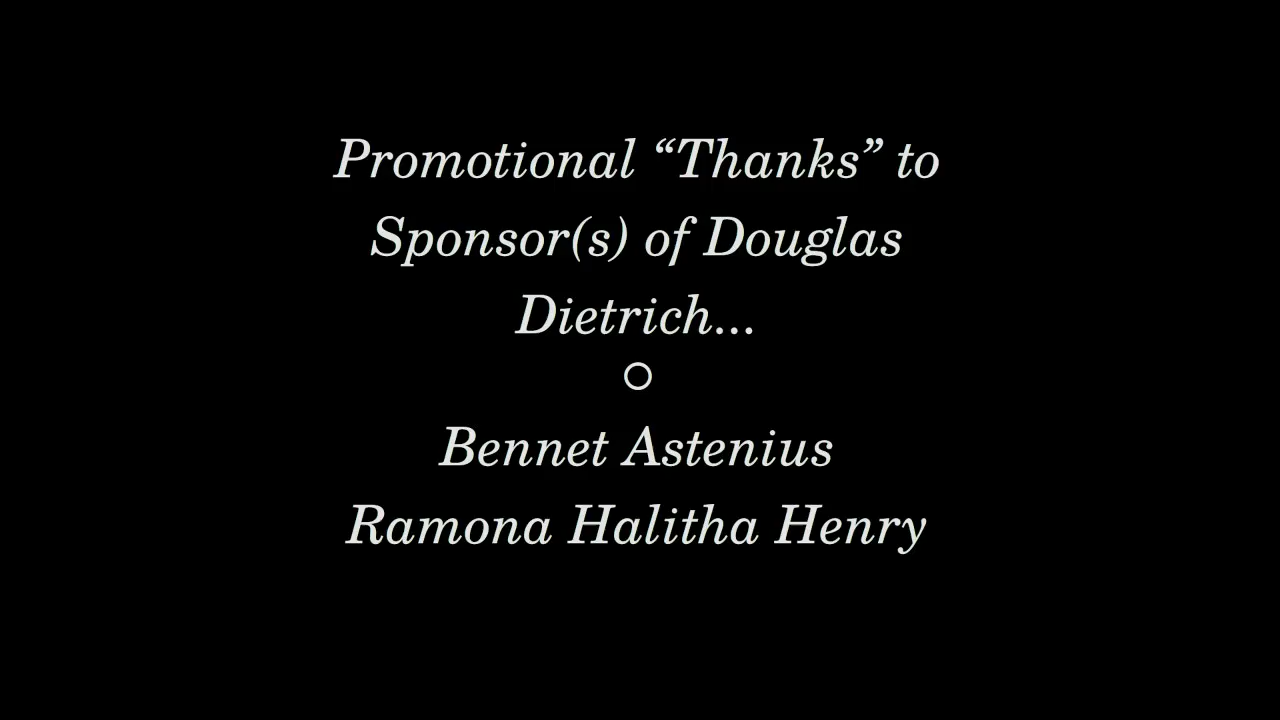 Promotional “Thanks” to
Sponsor(s) of Douglas
Dietrich...
○
Bennet Astenius
Ramona Halitha Henry